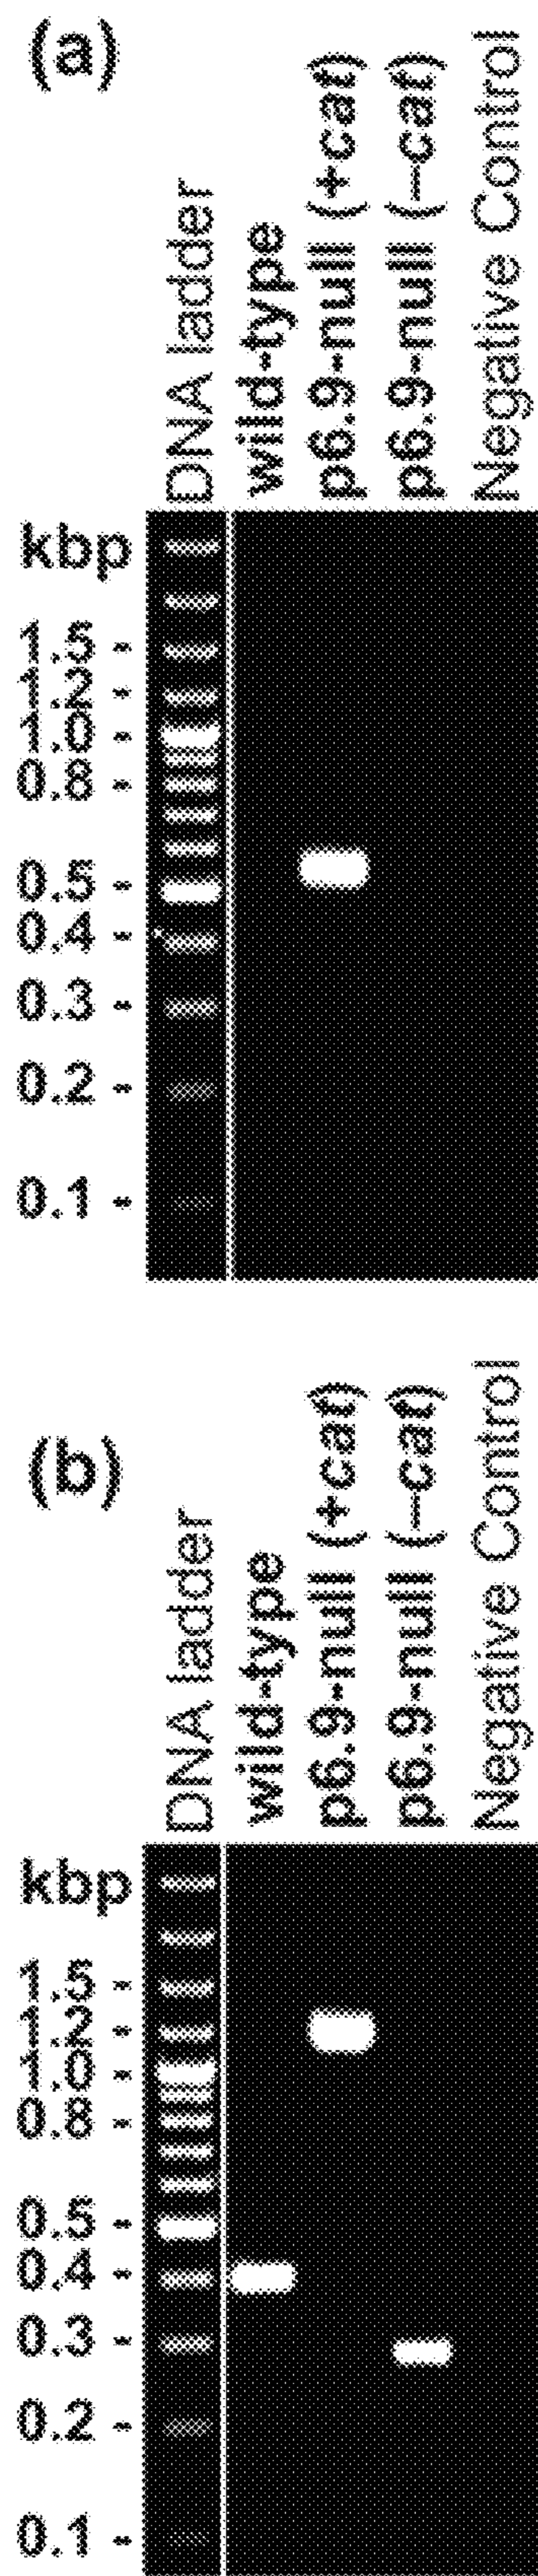 (a)
DNA ladder
wild-type
p6.9-null (+cat)
p6.9-null (–cat)
Negative Control
kbp
1.5 -
1.2 -
1.0 -
0.8 -
0.5 -
0.4 -
0.3 -
0.2 -
0.1 -
(b)
DNA ladder
wild-type
p6.9-null (+cat)
p6.9-null (–cat)
Negative Control
kbp
1.5 -
1.2 -
1.0 -
0.8 -
0.5 -
0.4 -
0.3 -
0.2 -
0.1 -